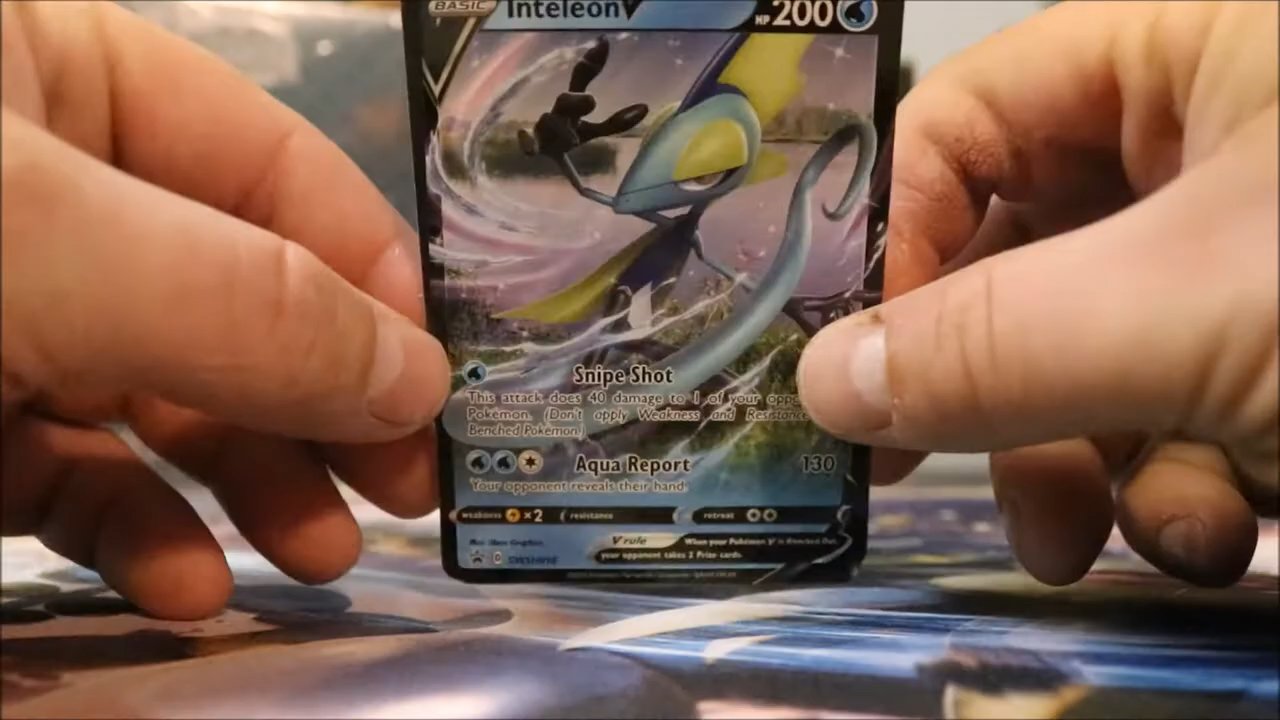 BASIC InteleonV HP 200
Snipe Shot
This attack does 40 damage to 1 of your oppo
Pokémon. (Don't apply Weakness and Resistance
Benched Pokémon.)
Aqua Report 130
Your opponent reveals their hand.
weakness ×2 resistance retreat
V rule When your Pokémon V is Knocked Out,
your opponent takes 2 Prize cards.